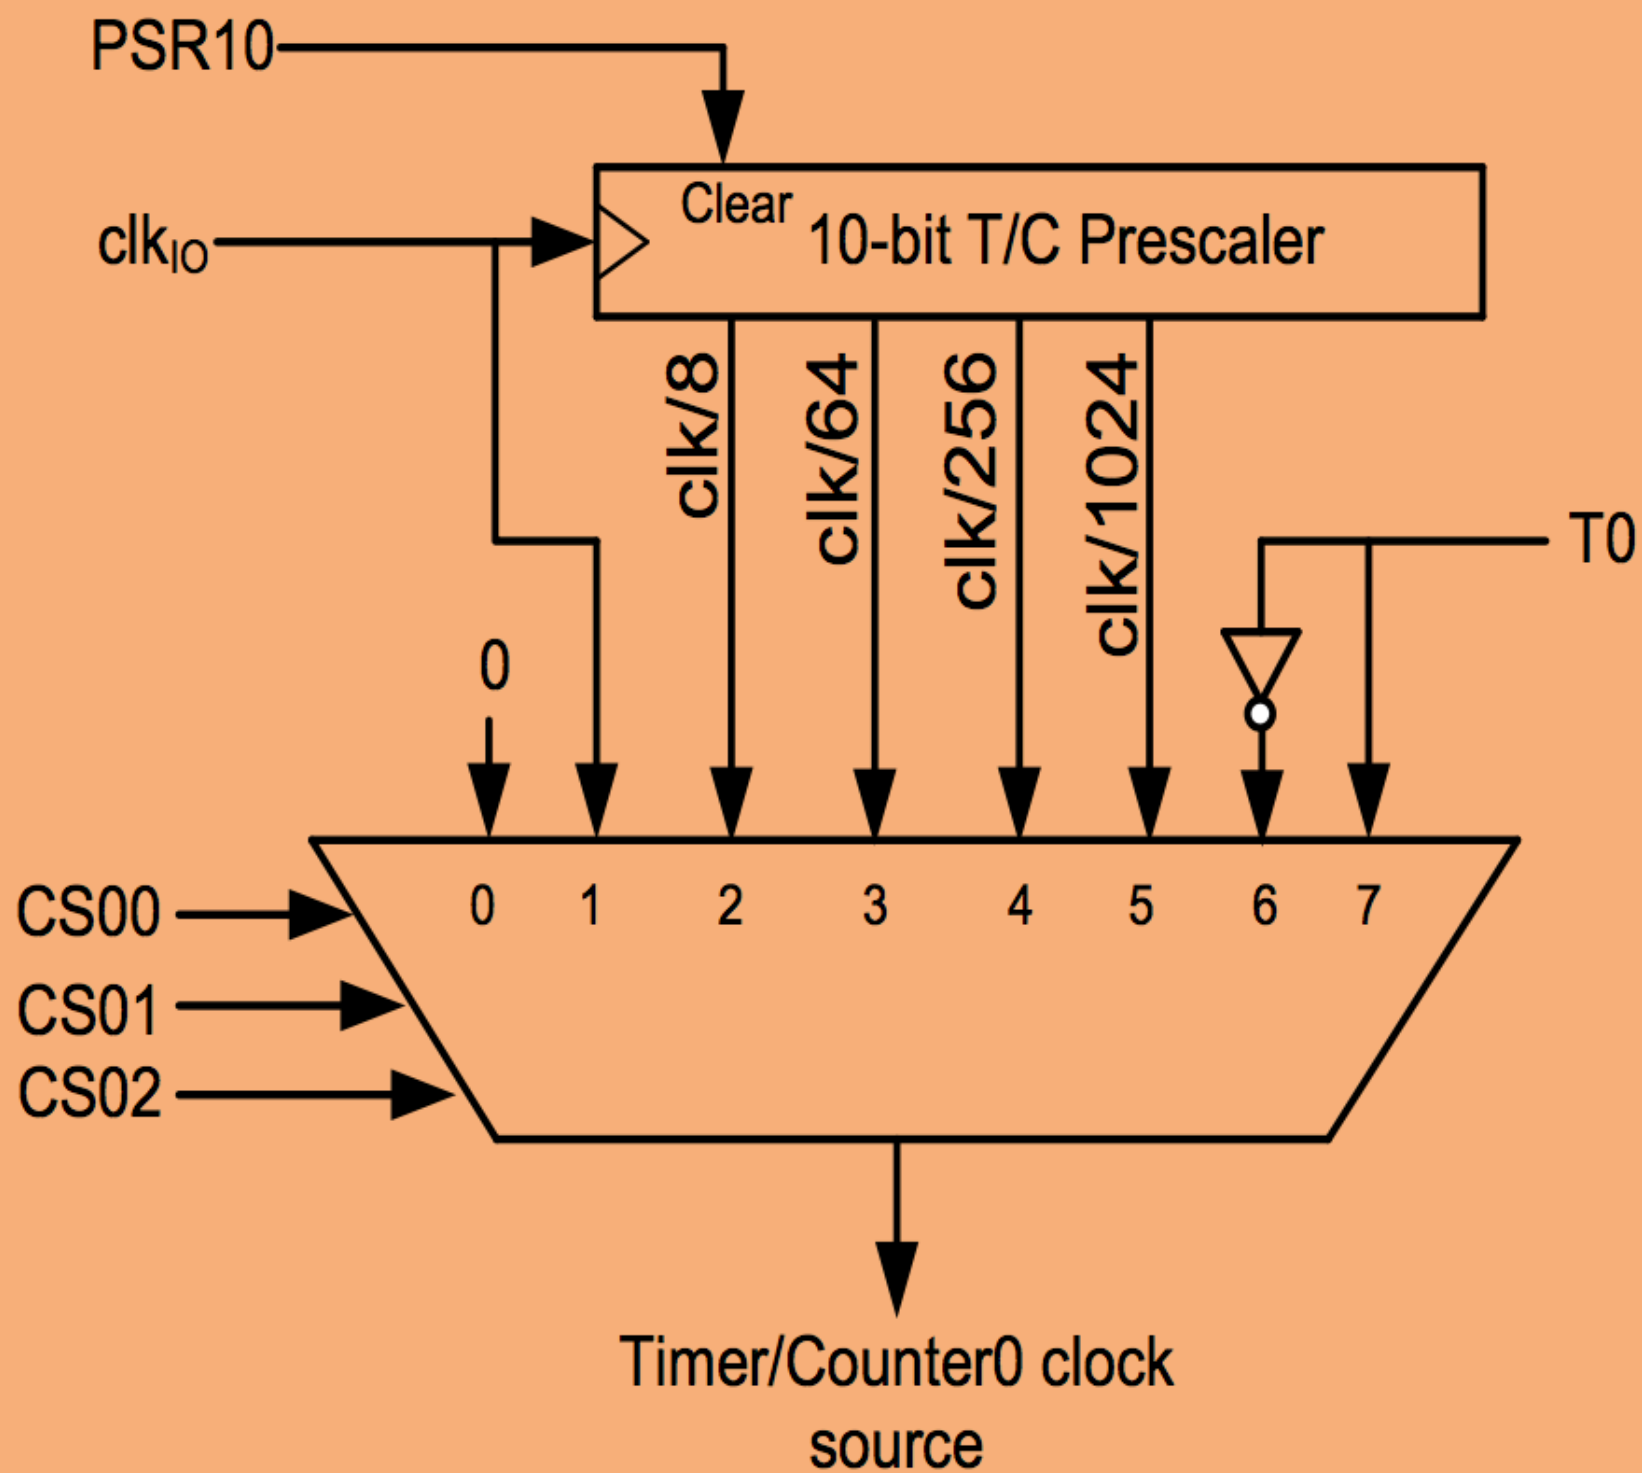 PSR10
Clear
clkIO
10-bit T/C Prescaler
clk/8
clk/64
clk/256
clk/1024
T0
0
0 1 2 3 4 5 6 7
CS00
CS01
CS02
Timer/Counter0 clock
source